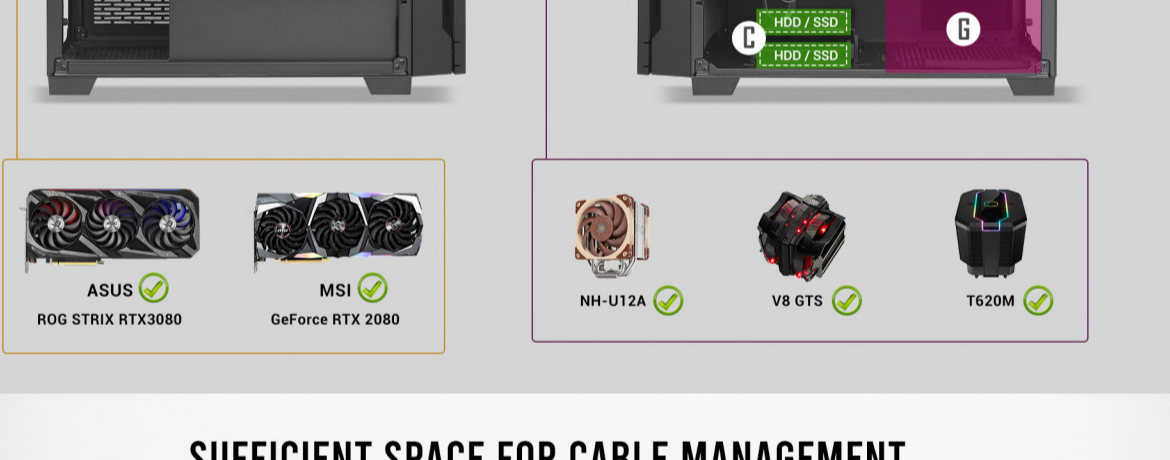 HDD / SSD
C
G
HDD / SSD
ASUS
ROG STRIX RTX3080
MSI
GeForce RTX 2080
NH-U12A
V8 GTS
T620M
SUFFICIENT SPACE FOR CABLE MANAGEMENT